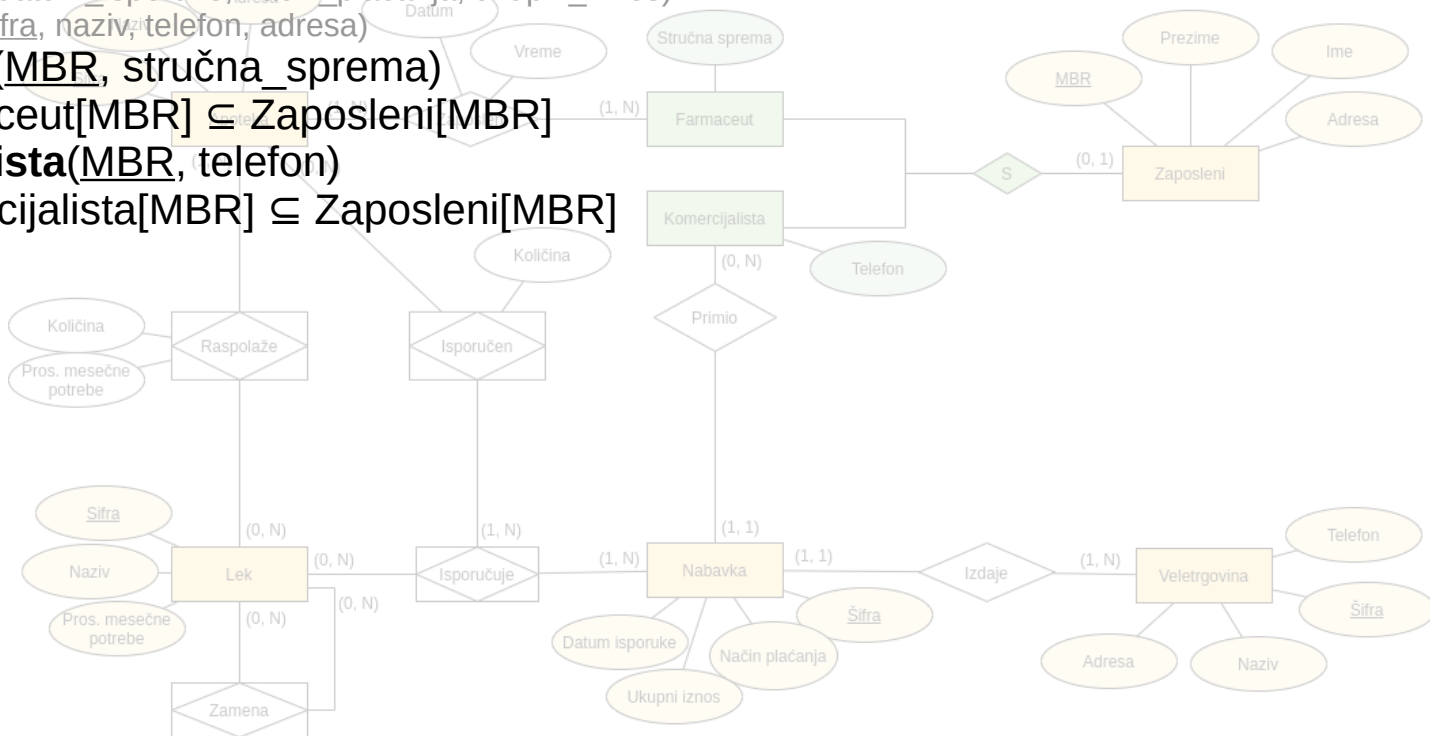 fra, naziv, telefon, adresa)
(MBR, stručna_sprema)
ceut[MBR] ⊆ Zaposleni[MBR]
ista(MBR, telefon)
cijalista[MBR] ⊆ Zaposleni[MBR]
Datum
Vreme
Stručna sprema
Prezime
Ime
MBR
Adresa
(1, N)
Farmaceut
(0, 1)
S
Zaposleni
Komercijalista
(0, N)
Telefon
Količina
Primio
Količina
Raspolaže
Isporučen
Pros. mesečne
potrebe
Sifra
(0, N)
(1, N)
(1, 1)
Telefon
Naziv
Lek
(0, N)
Isporučuje
(1, N)
Nabavka
(1, 1)
Izdaje
(1, N)
Veletrgovina
Pros. mesečne
potrebe
(0, N)
(0, N)
Šifra
Šifra
Datum isporuke
Način plaćanja
Ukupni iznos
Adresa
Naziv
Zamena